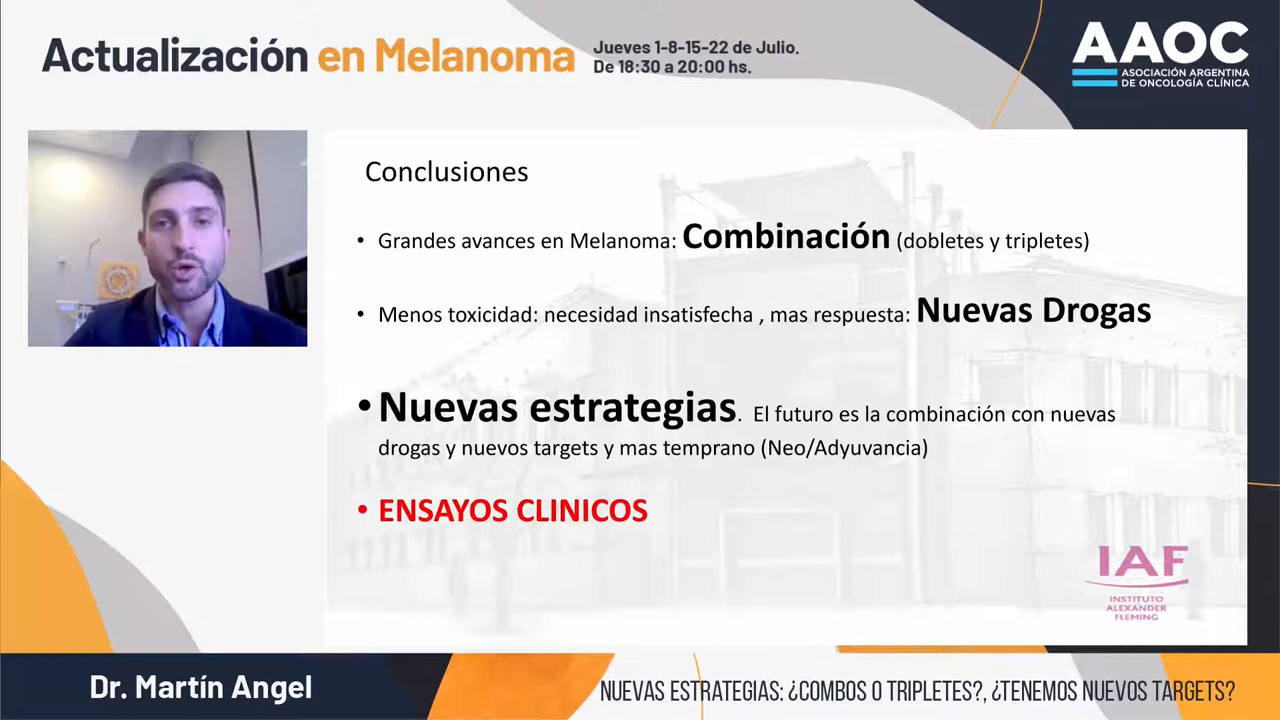 Actualización en Melanoma
Jueves 1-8-15-22 de Julio.
De 18:30 a 20:00 hs.
AAOC
ASOCIACIÓN ARGENTINA
DE ONCOLOGÍA CLÍNICA
Conclusiones
• Grandes avances en Melanoma: Combinación (dobletes y tripletes)
• Menos toxicidad: necesidad insatisfecha , mas respuesta: Nuevas Drogas
• Nuevas estrategias. El futuro es la combinación con nuevas
drogas y nuevos targets y mas temprano (Neo/Adyuvancia)
• ENSAYOS CLINICOS
IAF
INSTITUTO
ALEXANDER
FLEMING
Dr. Martín Angel
NUEVAS ESTRATEGIAS: ¿COMBOS O TRIPLETES?, ¿TENEMOS NUEVOS TARGETS?